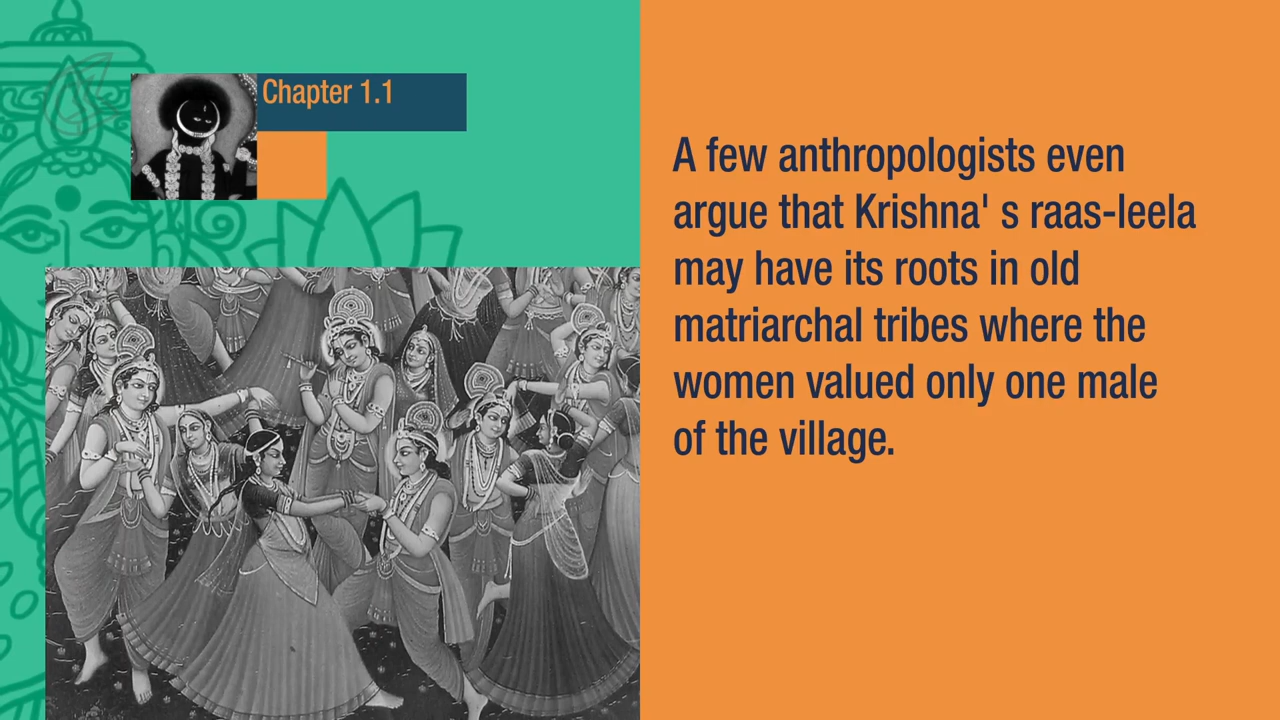 Chapter 1.1
A few anthropologists even
argue that Krishna' s raas-leela
may have its roots in old
matriarchal tribes where the
women valued only one male
of the village.